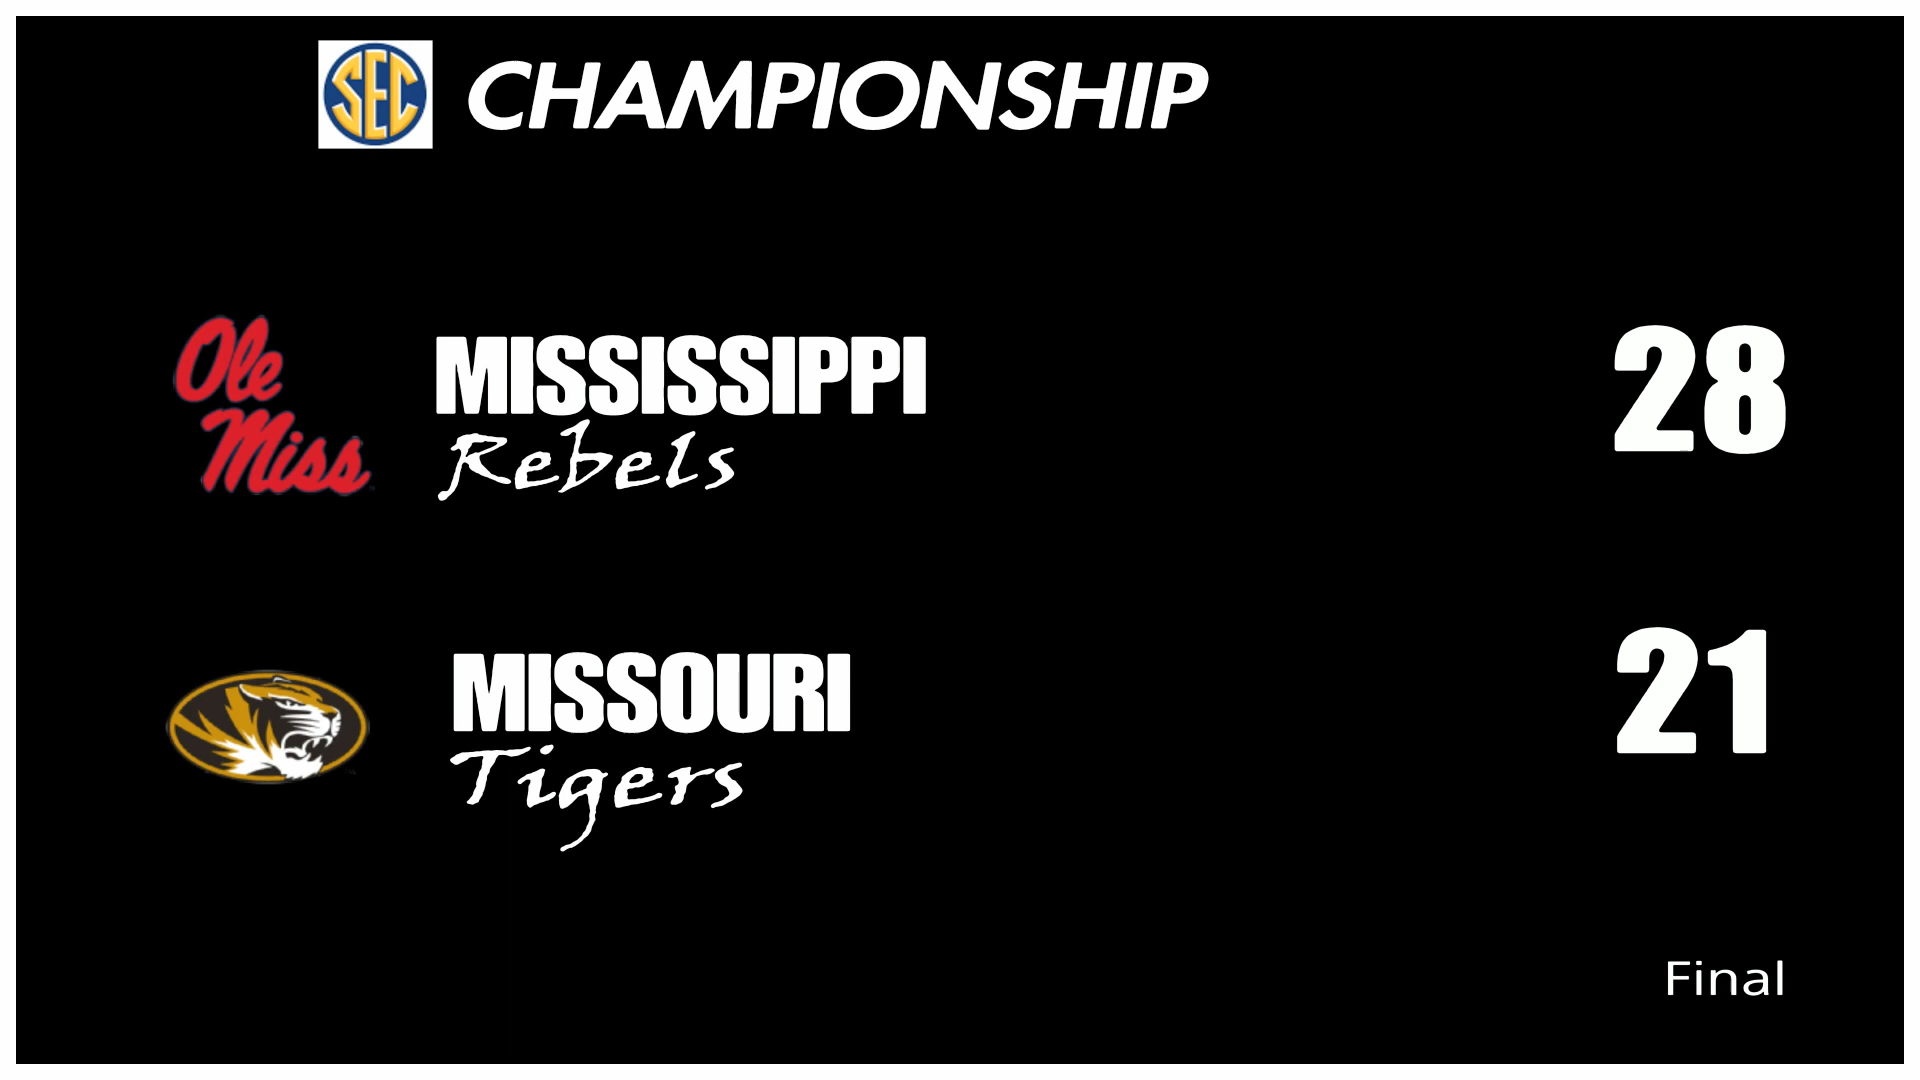 SEC CHAMPIONSHIP
Ole
Miss
MISSISSIPPI
28
Rebels
MISSOURI
21
Tigers
Final